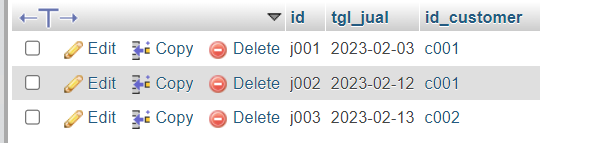 id tgl_jual id_customer
Edit Copy Delete j001 2023-02-03 c001
Edit Copy Delete j002 2023-02-12 c001
Edit Copy Delete j003 2023-02-13 c002